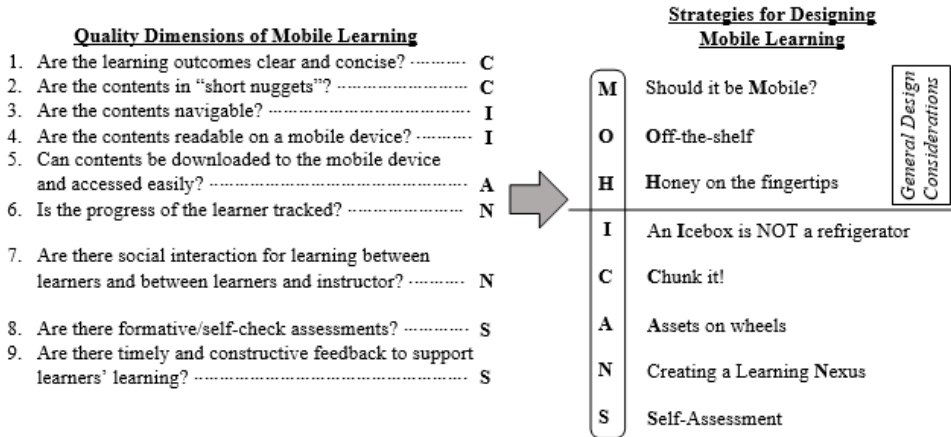 Quality Dimensions of Mobile Learning
1. Are the learning outcomes clear and concise? ----------- C
2. Are the contents in “short nuggets”? ----------- C
3. Are the contents navigable? ----------- I
4. Are the contents readable on a mobile device? ----------- I
5. Can contents be downloaded to the mobile device
and accessed easily? ----------- A
6. Is the progress of the learner tracked? ----------- N
7. Are there social interaction for learning between
learners and between learners and instructor? ----------- N
8. Are there formative/self-check assessments? ----------- S
9. Are there timely and constructive feedback to support
learners’ learning? ----------- S
Strategies for Designing
Mobile Learning
M Should it be Mobile?
O Off-the-shelf
H Honey on the fingertips
I An Icebox is NOT a refrigerator
C Chunk it!
A Assets on wheels
N Creating a Learning Nexus
S Self-Assessment
General Design
Considerations